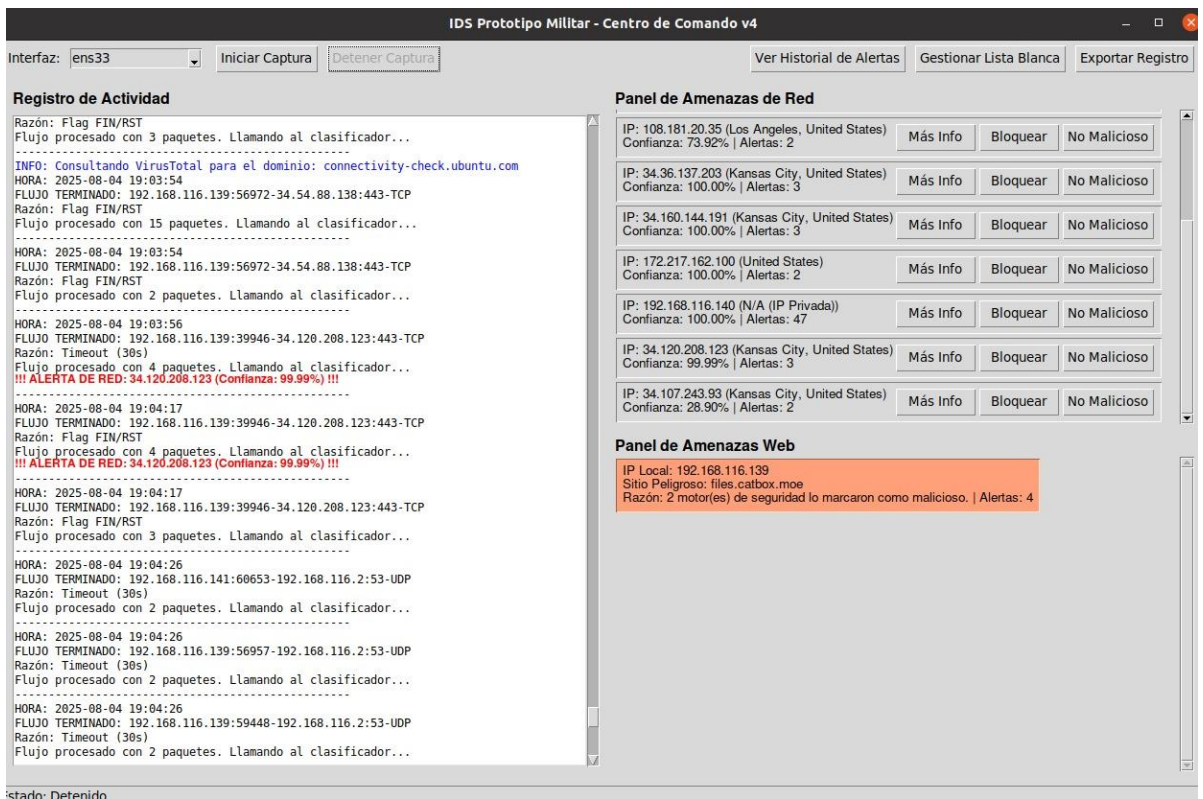 IDS Prototipo Militar - Centro de Comando v4
Interfaz: ens33 Iniciar Captura Detener Captura Ver Historial de Alertas Gestionar Lista Blanca Exportar Registro
Registro de Actividad
Razón: Flag FIN/RST
Flujo procesado con 3 paquetes. Llamando al clasificador...
--------------------------------------------------
INFO: Consultando VirusTotal para el dominio: connectivity-check.ubuntu.com
HORA: 2025-08-04 19:03:54
FLUJO TERMINADO: 192.168.116.139:56972-34.54.88.138:443-TCP
Razón: Flag FIN/RST
Flujo procesado con 15 paquetes. Llamando al clasificador...
--------------------------------------------------
HORA: 2025-08-04 19:03:54
FLUJO TERMINADO: 192.168.116.139:56972-34.54.88.138:443-TCP
Razón: Flag FIN/RST
Flujo procesado con 2 paquetes. Llamando al clasificador...
--------------------------------------------------
HORA: 2025-08-04 19:03:56
FLUJO TERMINADO: 192.168.116.139:39946-34.120.208.123:443-TCP
Razón: Timeout (30s)
Flujo procesado con 4 paquetes. Llamando al clasificador...
!!! ALERTA DE RED: 34.120.208.123 (Confianza: 99.99%) !!!
--------------------------------------------------
HORA: 2025-08-04 19:04:17
FLUJO TERMINADO: 192.168.116.139:39946-34.120.208.123:443-TCP
Razón: Flag FIN/RST
Flujo procesado con 4 paquetes. Llamando al clasificador...
!!! ALERTA DE RED: 34.120.208.123 (Confianza: 99.99%) !!!
--------------------------------------------------
HORA: 2025-08-04 19:04:17
FLUJO TERMINADO: 192.168.116.139:39946-34.120.208.123:443-TCP
Razón: Flag FIN/RST
Flujo procesado con 3 paquetes. Llamando al clasificador...
--------------------------------------------------
HORA: 2025-08-04 19:04:26
FLUJO TERMINADO: 192.168.116.141:60653-192.168.116.2:53-UDP
Razón: Timeout (30s)
Flujo procesado con 2 paquetes. Llamando al clasificador...
--------------------------------------------------
HORA: 2025-08-04 19:04:26
FLUJO TERMINADO: 192.168.116.139:56957-192.168.116.2:53-UDP
Razón: Timeout (30s)
Flujo procesado con 2 paquetes. Llamando al clasificador...
--------------------------------------------------
HORA: 2025-08-04 19:04:26
FLUJO TERMINADO: 192.168.116.139:59448-192.168.116.2:53-UDP
Razón: Timeout (30s)
Flujo procesado con 2 paquetes. Llamando al clasificador...
Panel de Amenazas de Red
IP: 108.181.20.35 (Los Angeles, United States)
Confianza: 73.92% | Alertas: 2
Más Info Bloquear No Malicioso
IP: 34.36.137.203 (Kansas City, United States)
Confianza: 100.00% | Alertas: 3
Más Info Bloquear No Malicioso
IP: 34.160.144.191 (Kansas City, United States)
Confianza: 100.00% | Alertas: 3
Más Info Bloquear No Malicioso
IP: 172.217.162.100 (United States)
Confianza: 100.00% | Alertas: 2
Más Info Bloquear No Malicioso
IP: 192.168.116.140 (N/A (IP Privada))
Confianza: 100.00% | Alertas: 47
Más Info Bloquear No Malicioso
IP: 34.120.208.123 (Kansas City, United States)
Confianza: 99.99% | Alertas: 3
Más Info Bloquear No Malicioso
IP: 34.107.243.93 (Kansas City, United States)
Confianza: 28.90% | Alertas: 2
Más Info Bloquear No Malicioso
Panel de Amenazas Web
IP Local: 192.168.116.139
Sitio Peligroso: files.catbox.moe
Razón: 2 motor(es) de seguridad lo marcaron como malicioso. | Alertas: 4
Estado: Detenido